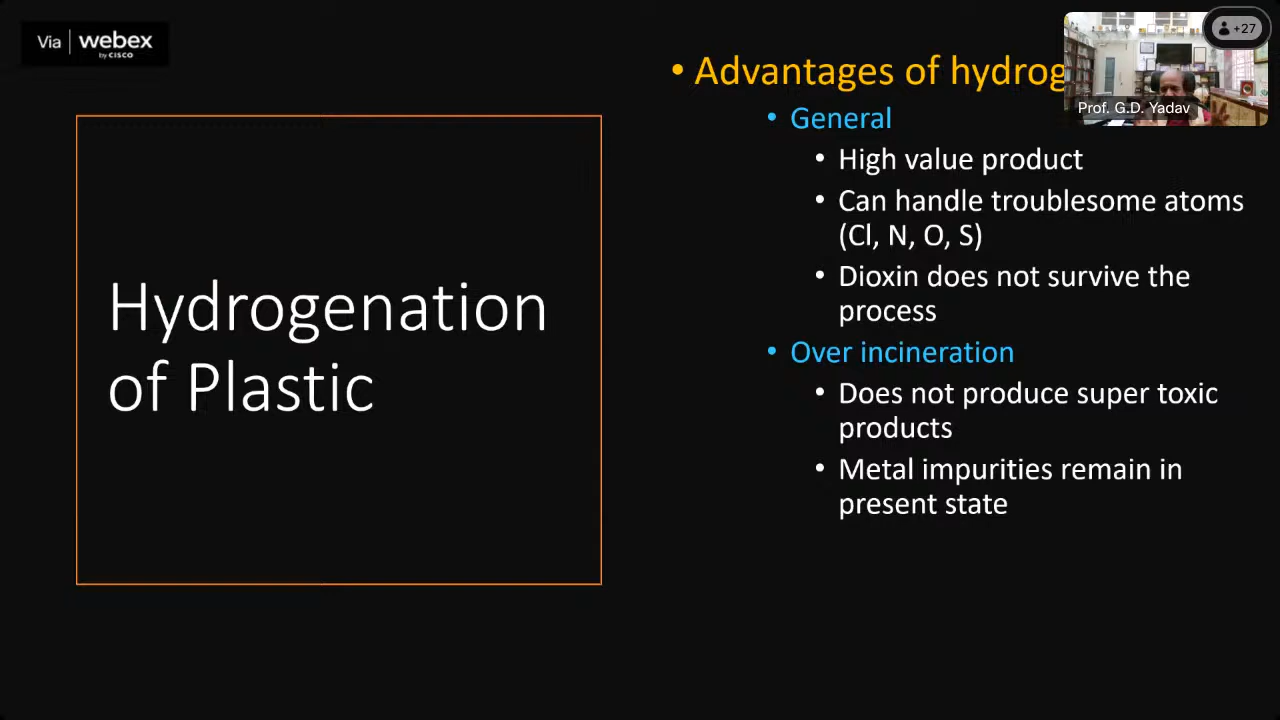 Via | webex
by CISCO
+27
Prof. G.D. Yadav
Hydrogenation
of Plastic
• Advantages of hydrog
• General
• High value product
• Can handle troublesome atoms
(Cl, N, O, S)
• Dioxin does not survive the
process
• Over incineration
• Does not produce super toxic
products
• Metal impurities remain in
present state